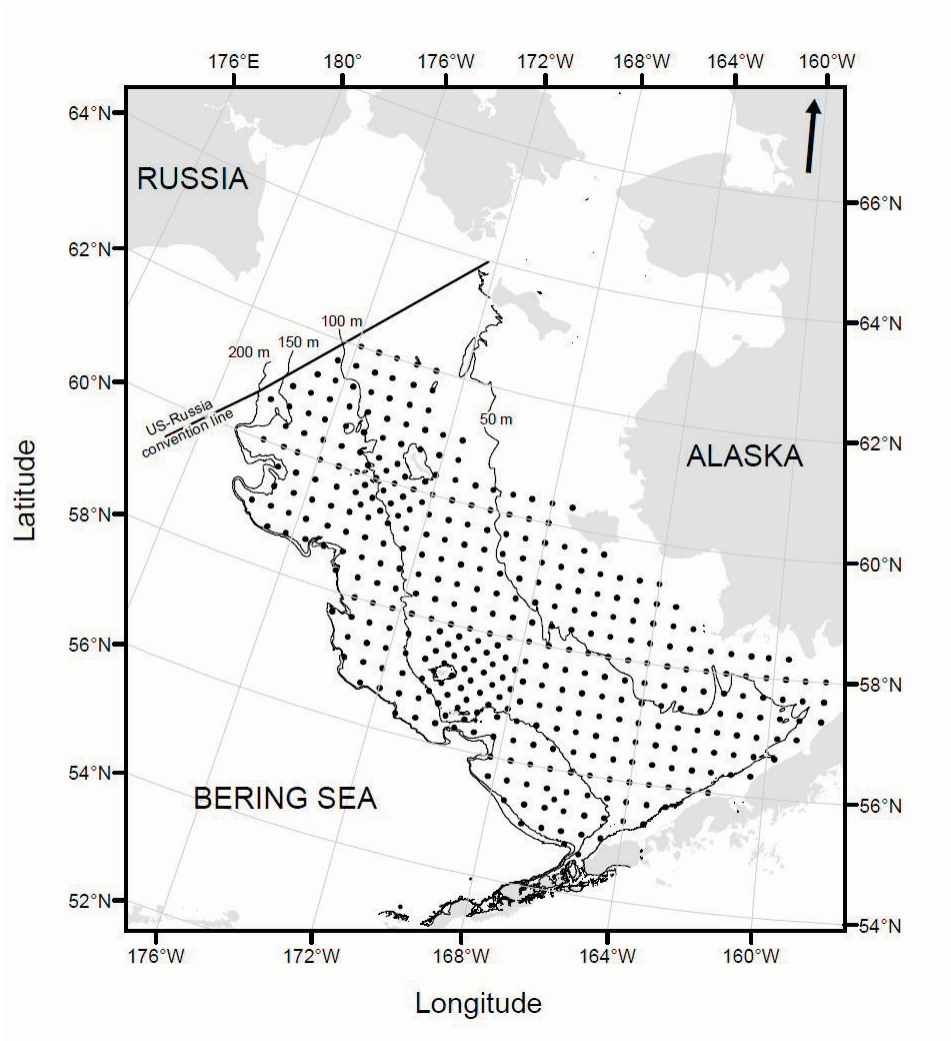 176°E 180° 176°W 172°W 168°W 164°W 160°W
64°N
RUSSIA
66°N
62°N
100 m
64°N
200 m 150 m
60°N
US-Russia
convention line
50 m
62°N
ALASKA
Latitude
58°N
60°N
56°N
58°N
54°N
BERING SEA
56°N
52°N
54°N
176°W 172°W 168°W 164°W 160°W
Longitude